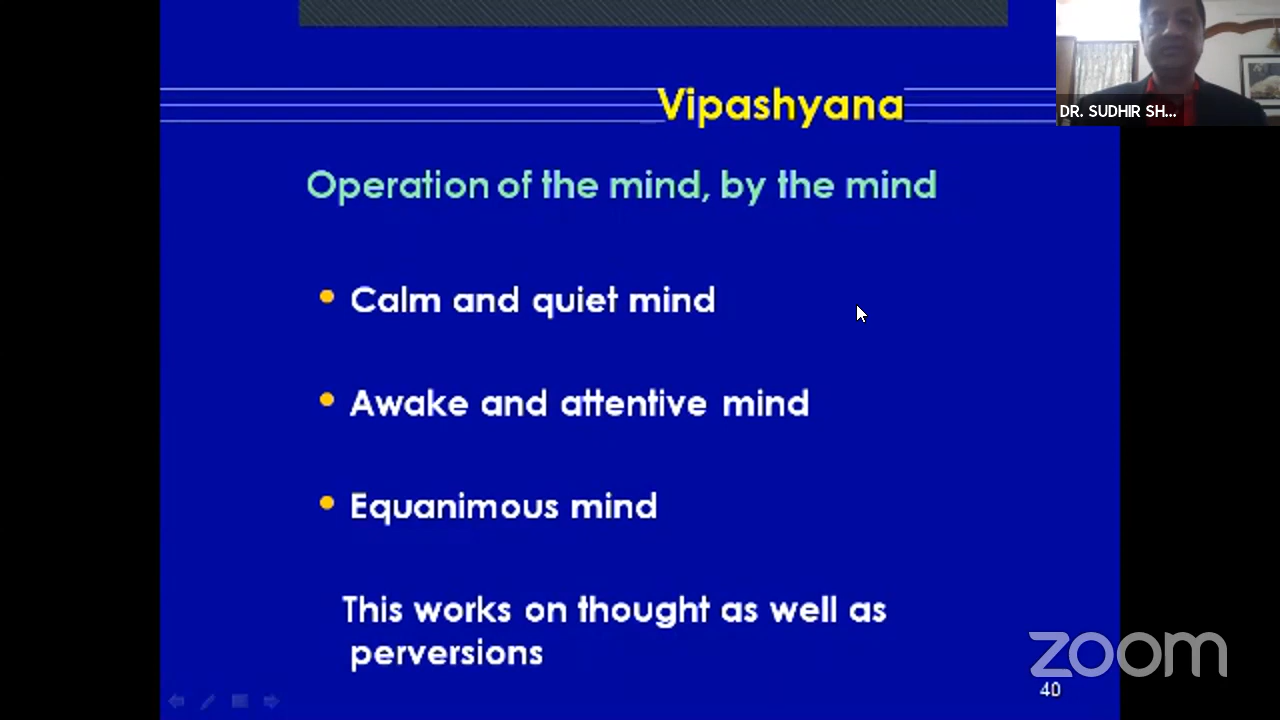 Vipashyana
DR. SUDHIR SH...
Operation of the mind, by the mind
• Calm and quiet mind
• Awake and attentive mind
• Equanimous mind
This works on thought as well as
perversions
zoom
40